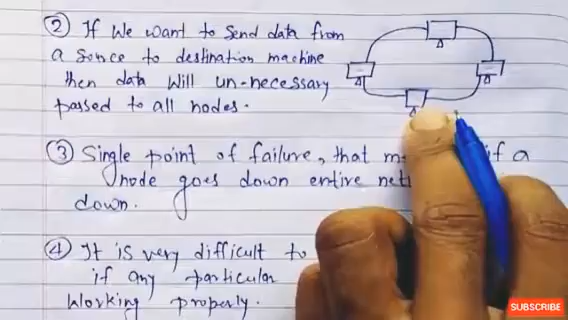 ② If we want to send data from
a sonce to destination machine
then data will un-necessary
passed to all nodes.
③ Single point of failure, that if a
node goes down entire
down.
④ It is very difficult to
if any particular
Working properly.
SUBSCRIBE